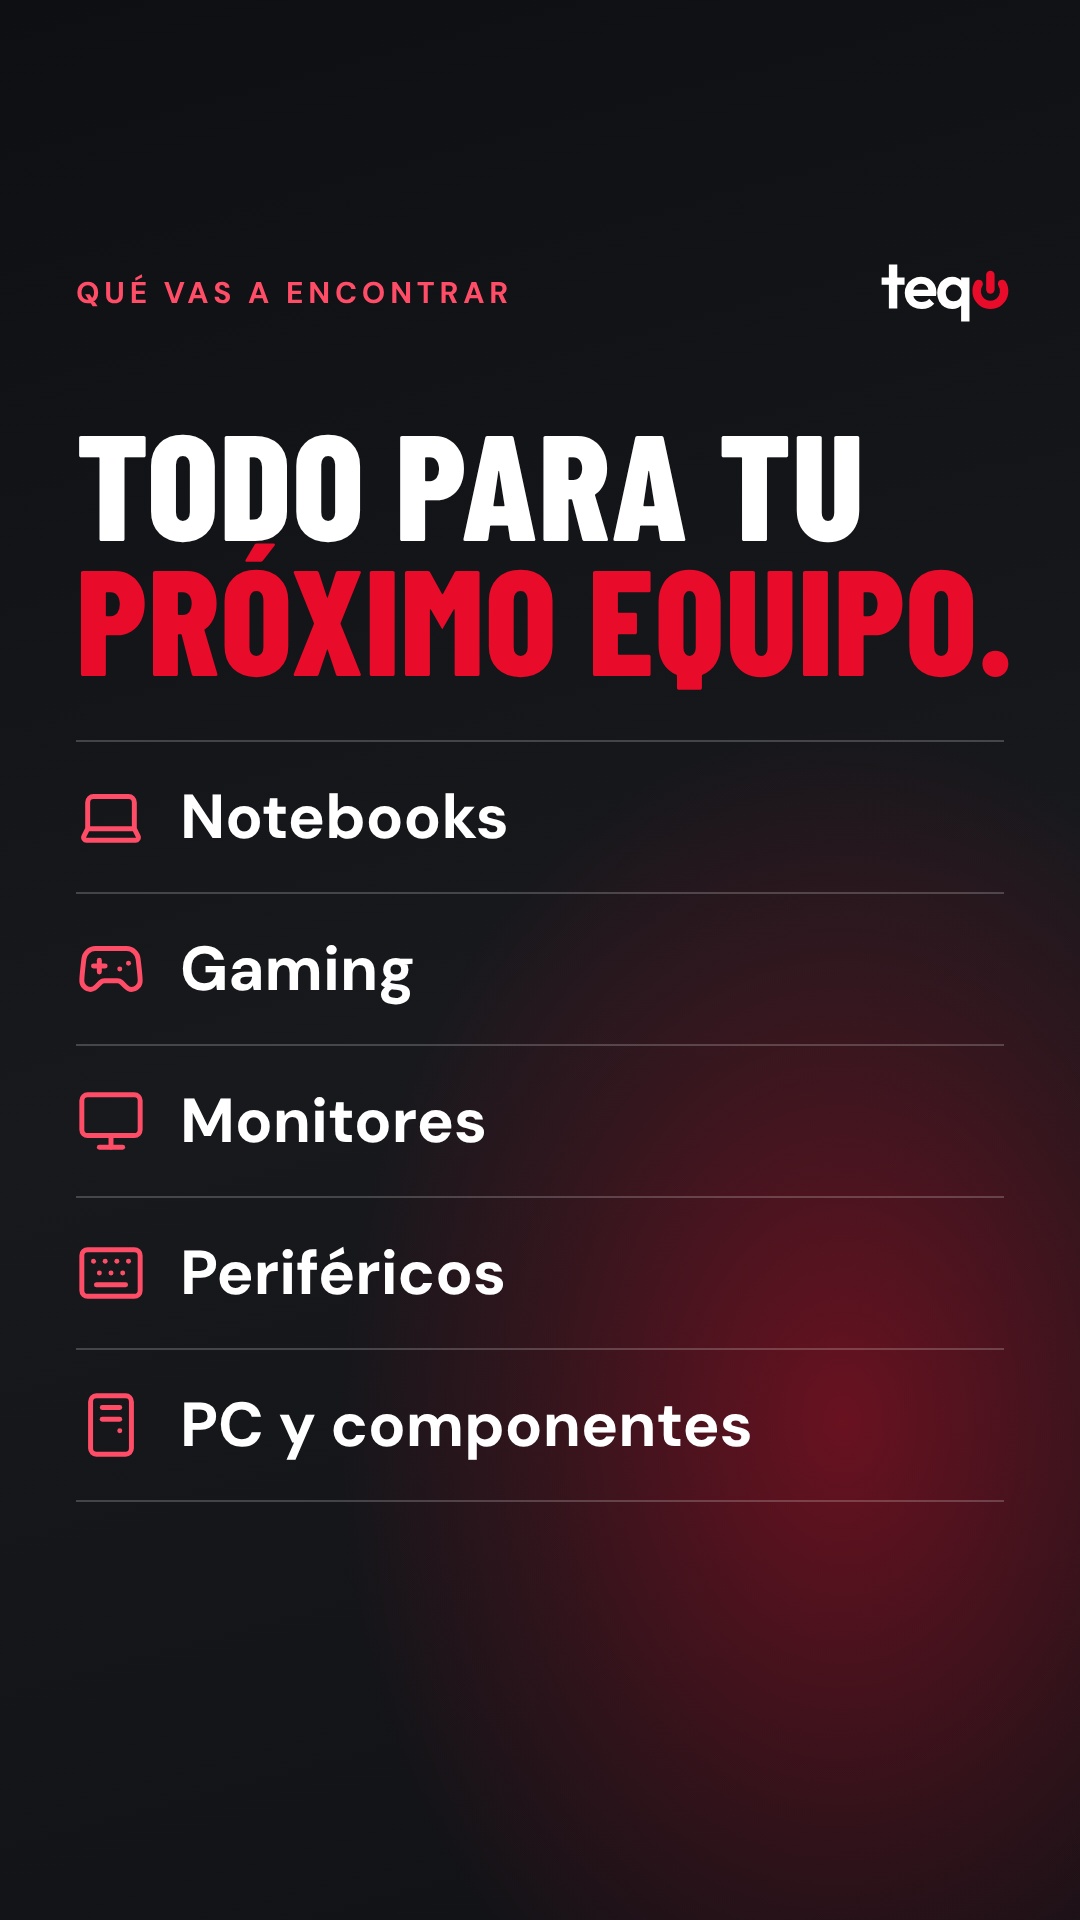 QUÉ VAS A ENCONTRAR
teqo
TODO PARA TU
PRÓXIMO EQUIPO.
Notebooks
Gaming
Monitores
Periféricos
PC y componentes